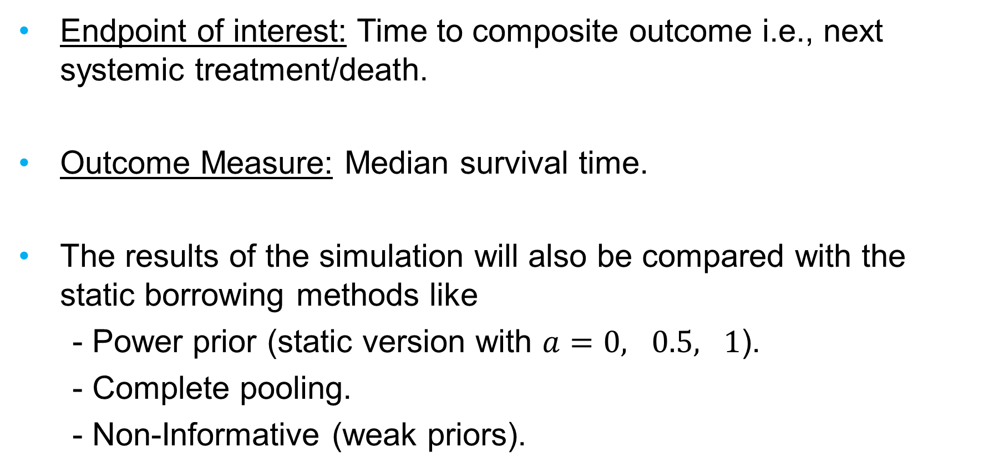 • Endpoint of interest: Time to composite outcome i.e., next
systemic treatment/death.
• Outcome Measure: Median survival time.
• The results of the simulation will also be compared with the
static borrowing methods like
- Power prior (static version with 𝑎 = 0, 0.5, 1).
- Complete pooling.
- Non-Informative (weak priors).